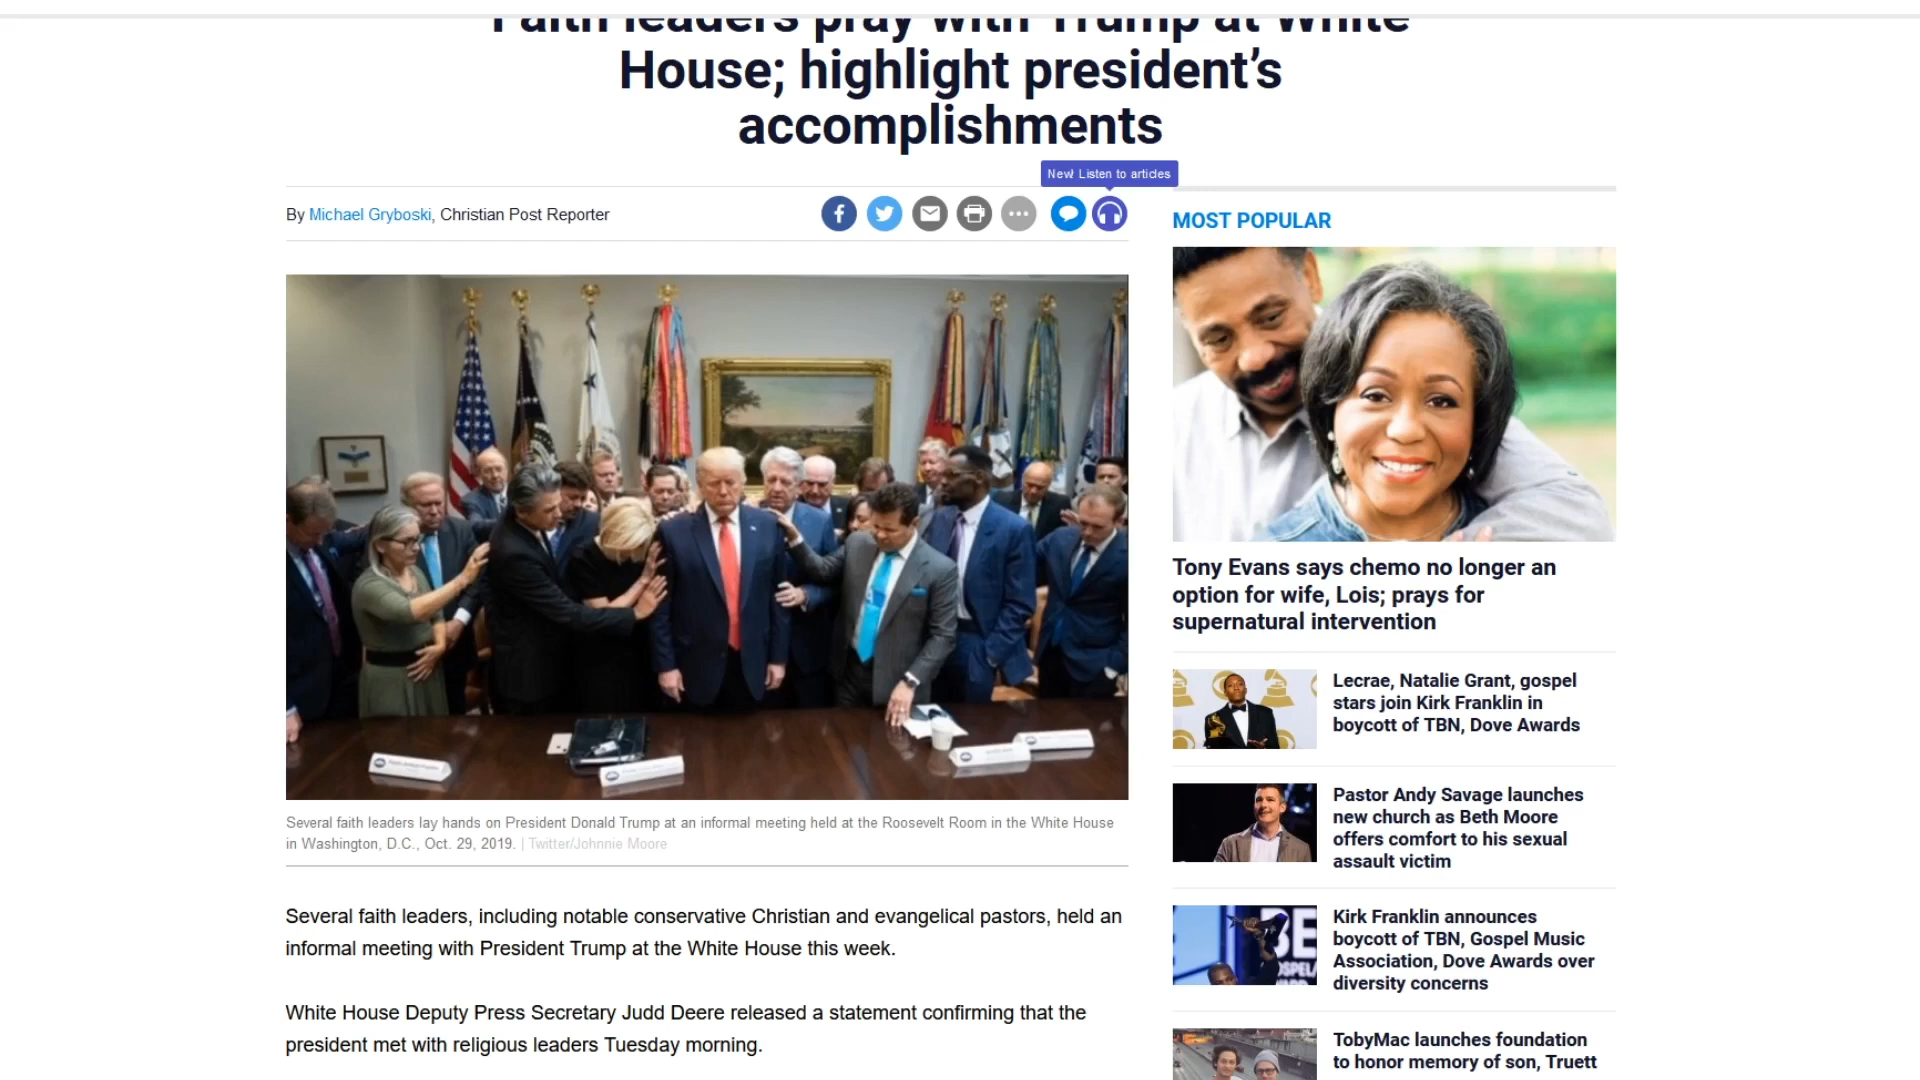 Faith leaders pray with Trump at White
House; highlight president’s
accomplishments
New! Listen to articles
By Michael Gryboski, Christian Post Reporter
MOST POPULAR
Several faith leaders lay hands on President Donald Trump at an informal meeting held at the Roosevelt Room in the White House
in Washington, D.C., Oct. 29, 2019. | Twitter/Johnnie Moore
Several faith leaders, including notable conservative Christian and evangelical pastors, held an
informal meeting with President Trump at the White House this week.
White House Deputy Press Secretary Judd Deere released a statement confirming that the
president met with religious leaders Tuesday morning.
Tony Evans says chemo no longer an
option for wife, Lois; prays for
supernatural intervention
Lecrae, Natalie Grant, gospel
stars join Kirk Franklin in
boycott of TBN, Dove Awards
Pastor Andy Savage launches
new church as Beth Moore
offers comfort to his sexual
assault victim
BE
Kirk Franklin announces
boycott of TBN, Gospel Music
Association, Dove Awards over
diversity concerns
TobyMac launches foundation
to honor memory of son, Truett